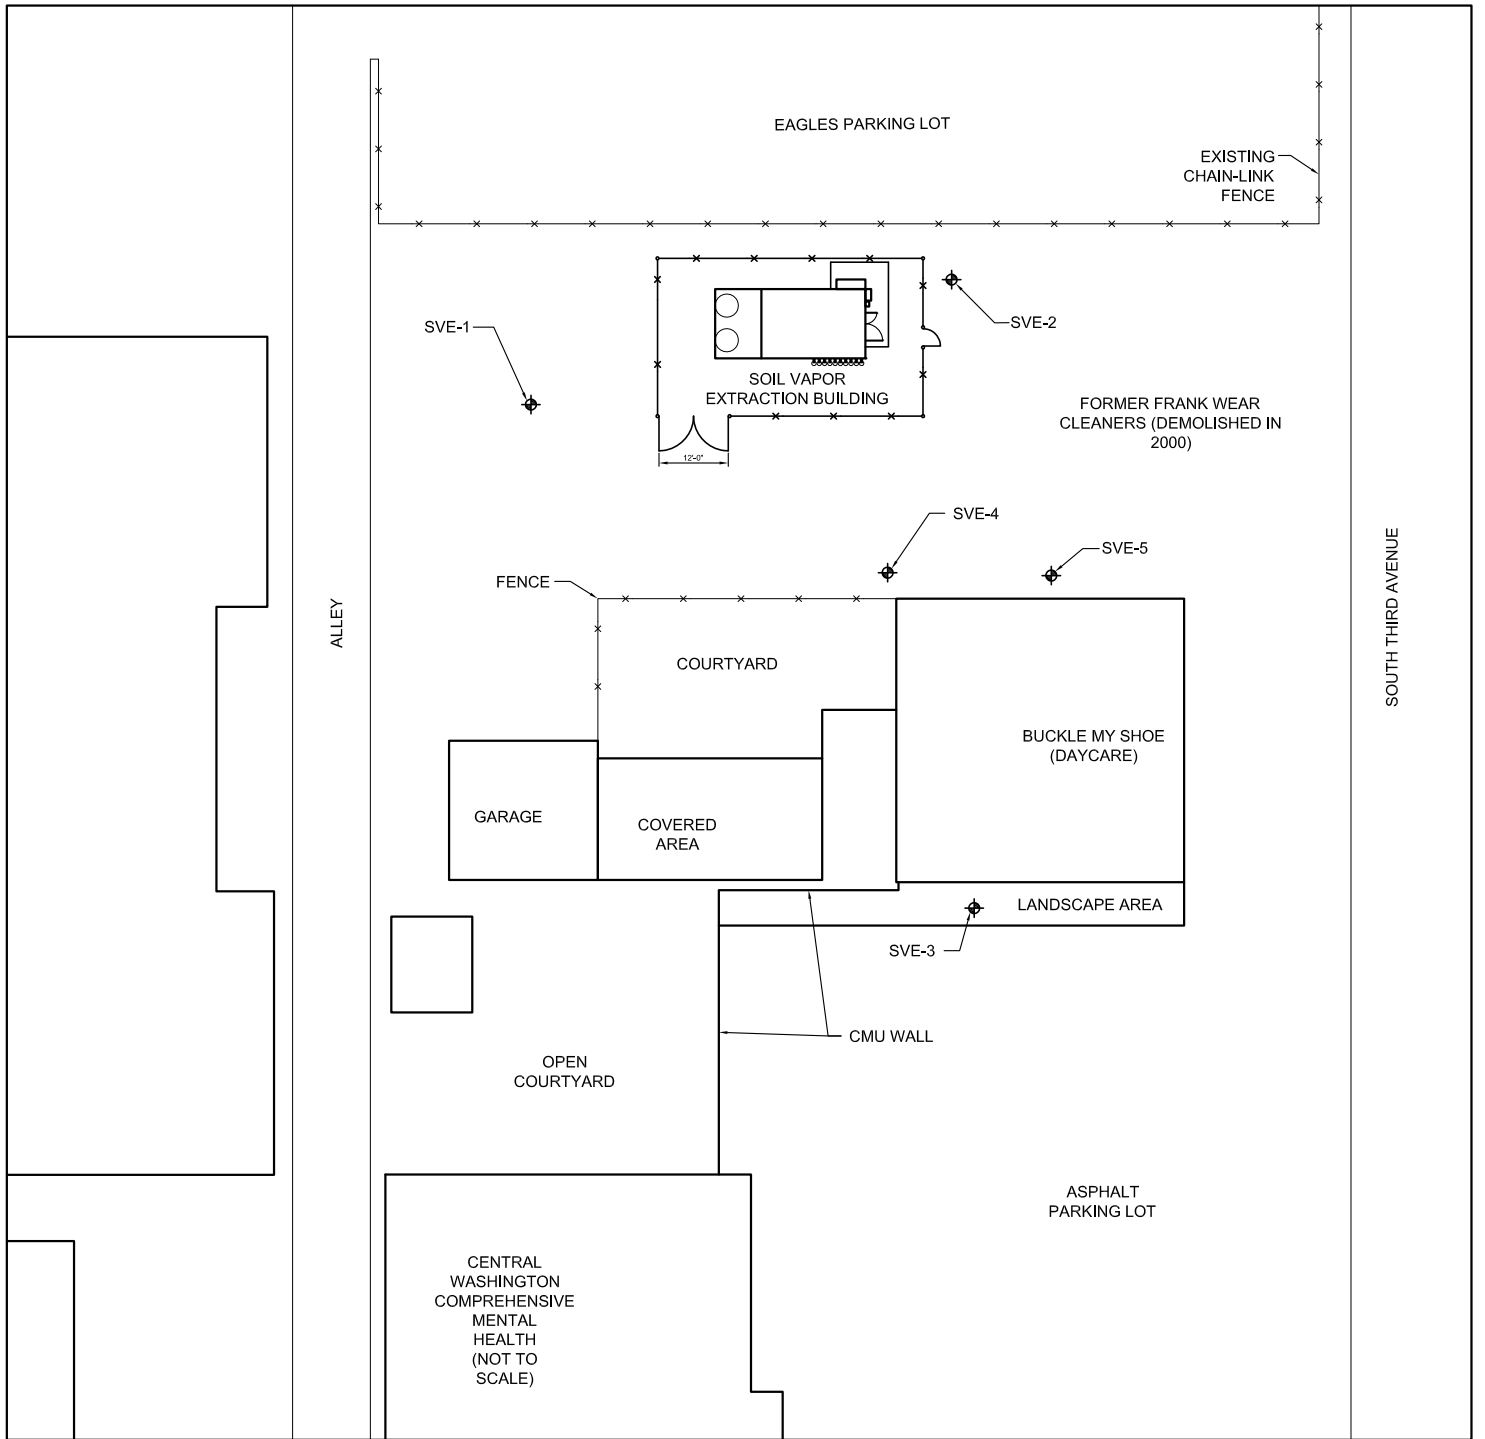 EAGLES PARKING LOT
EXISTING
CHAIN-LINK
FENCE
SVE-1
SVE-2
SOIL VAPOR
EXTRACTION BUILDING
FORMER FRANK WEAR
CLEANERS (DEMOLISHED IN
2000)
12'-0"
SVE-4
SVE-5
FENCE
ALLEY
SOUTH THIRD AVENUE
COURTYARD
BUCKLE MY SHOE
(DAYCARE)
GARAGE
COVERED
AREA
LANDSCAPE AREA
SVE-3
CMU WALL
OPEN
COURTYARD
ASPHALT
PARKING LOT
CENTRAL
WASHINGTON
COMPREHENSIVE
MENTAL
HEALTH
(NOT TO
SCALE)